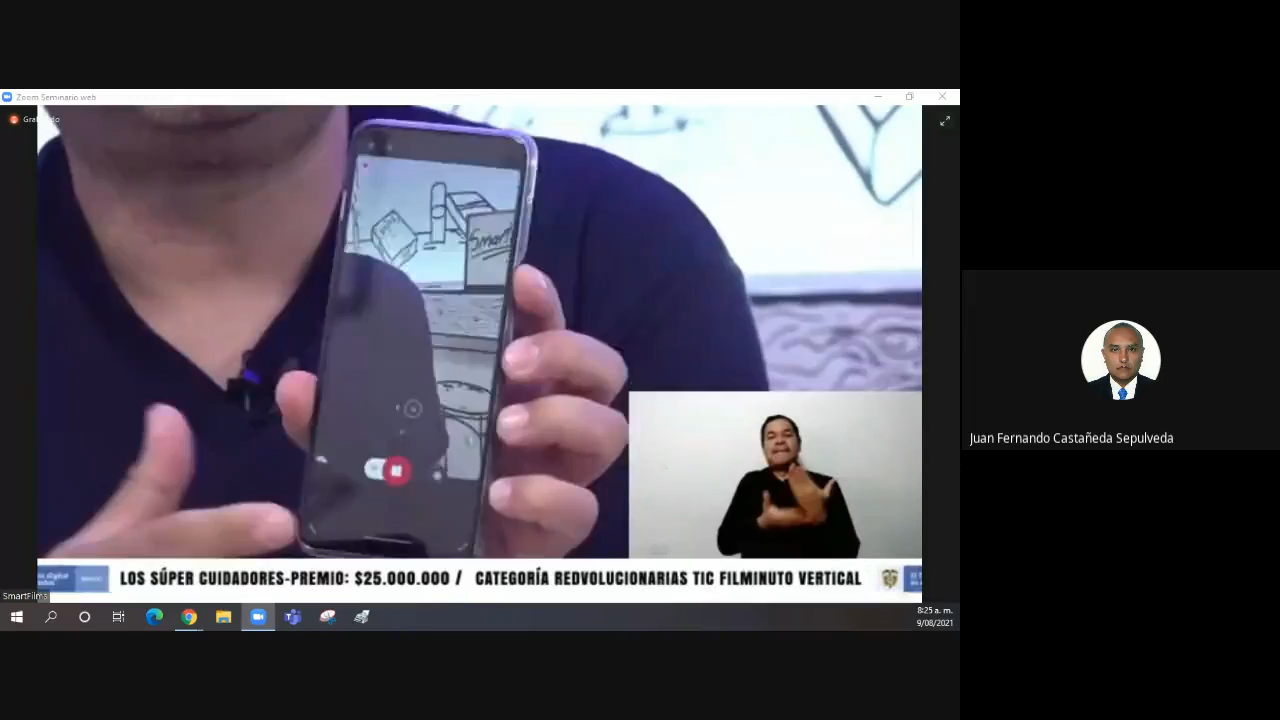 Zoom Seminario web
Smart
LOS SÚPER CUIDADORES-PREMIO: $25.000.000 / CATEGORÍA REDVOLUCIONARIAS TIC FILMINUTO VERTICAL
SmartFilms
8:25 a. m.
9/08/2021
Juan Fernando Castañeda Sepulveda